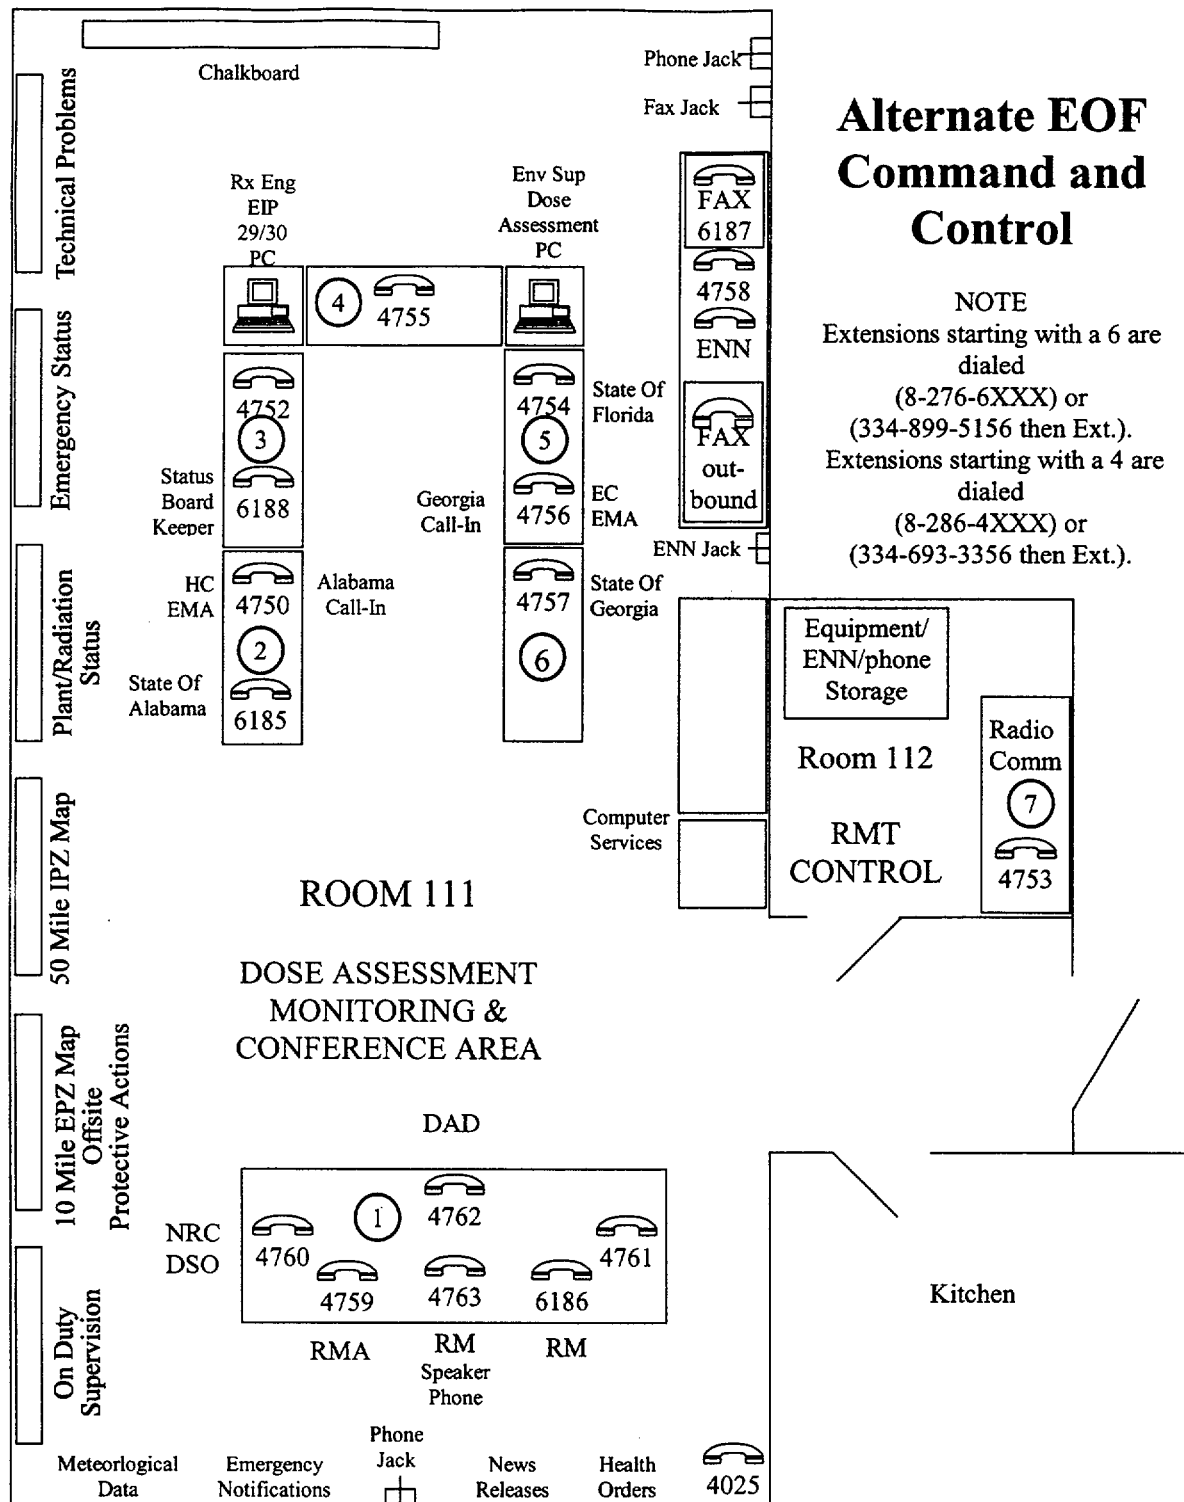 Chalkboard
Phone Jack
Fax Jack
Alternate EOF
Command and
Control
NOTE
Extensions starting with a 6 are
dialed
(8-276-6XXX) or
(334-899-5156 then Ext.).
Extensions starting with a 4 are
dialed
(8-286-4XXX) or
(334-693-3356 then Ext.).
Technical Problems
Emergency Status
Plant/Radiation
Status
50 Mile IPZ Map
10 Mile EPZ Map
Offsite
Protective Actions
On Duty
Supervision
Rx Eng
EIP
29/30
PC
Env Sup
Dose
Assessment
PC
4
4755
FAX
6187
4758
ENN
FAX
out-
bound
ENN Jack
4752
3
Status
Board
Keeper
6188
4754
State Of
Florida
5
Georgia
Call-In
4756
EC
EMA
HC
EMA
4750
Alabama
Call-In
2
State Of
Alabama
6185
4757
State Of
Georgia
6
Equipment/
ENN/phone
Storage
Room 112
RMT
CONTROL
Radio
Comm
7
4753
Computer
Services
ROOM 111
DOSE ASSESSMENT
MONITORING &
CONFERENCE AREA
DAD
NRC
DSO
1
4762
4760
4761
4759
4763
6186
RMA
RM
Speaker
Phone
RM
Kitchen
Meteorlogical
Data
Emergency
Notifications
Phone
Jack
News
Releases
Health
Orders
4025